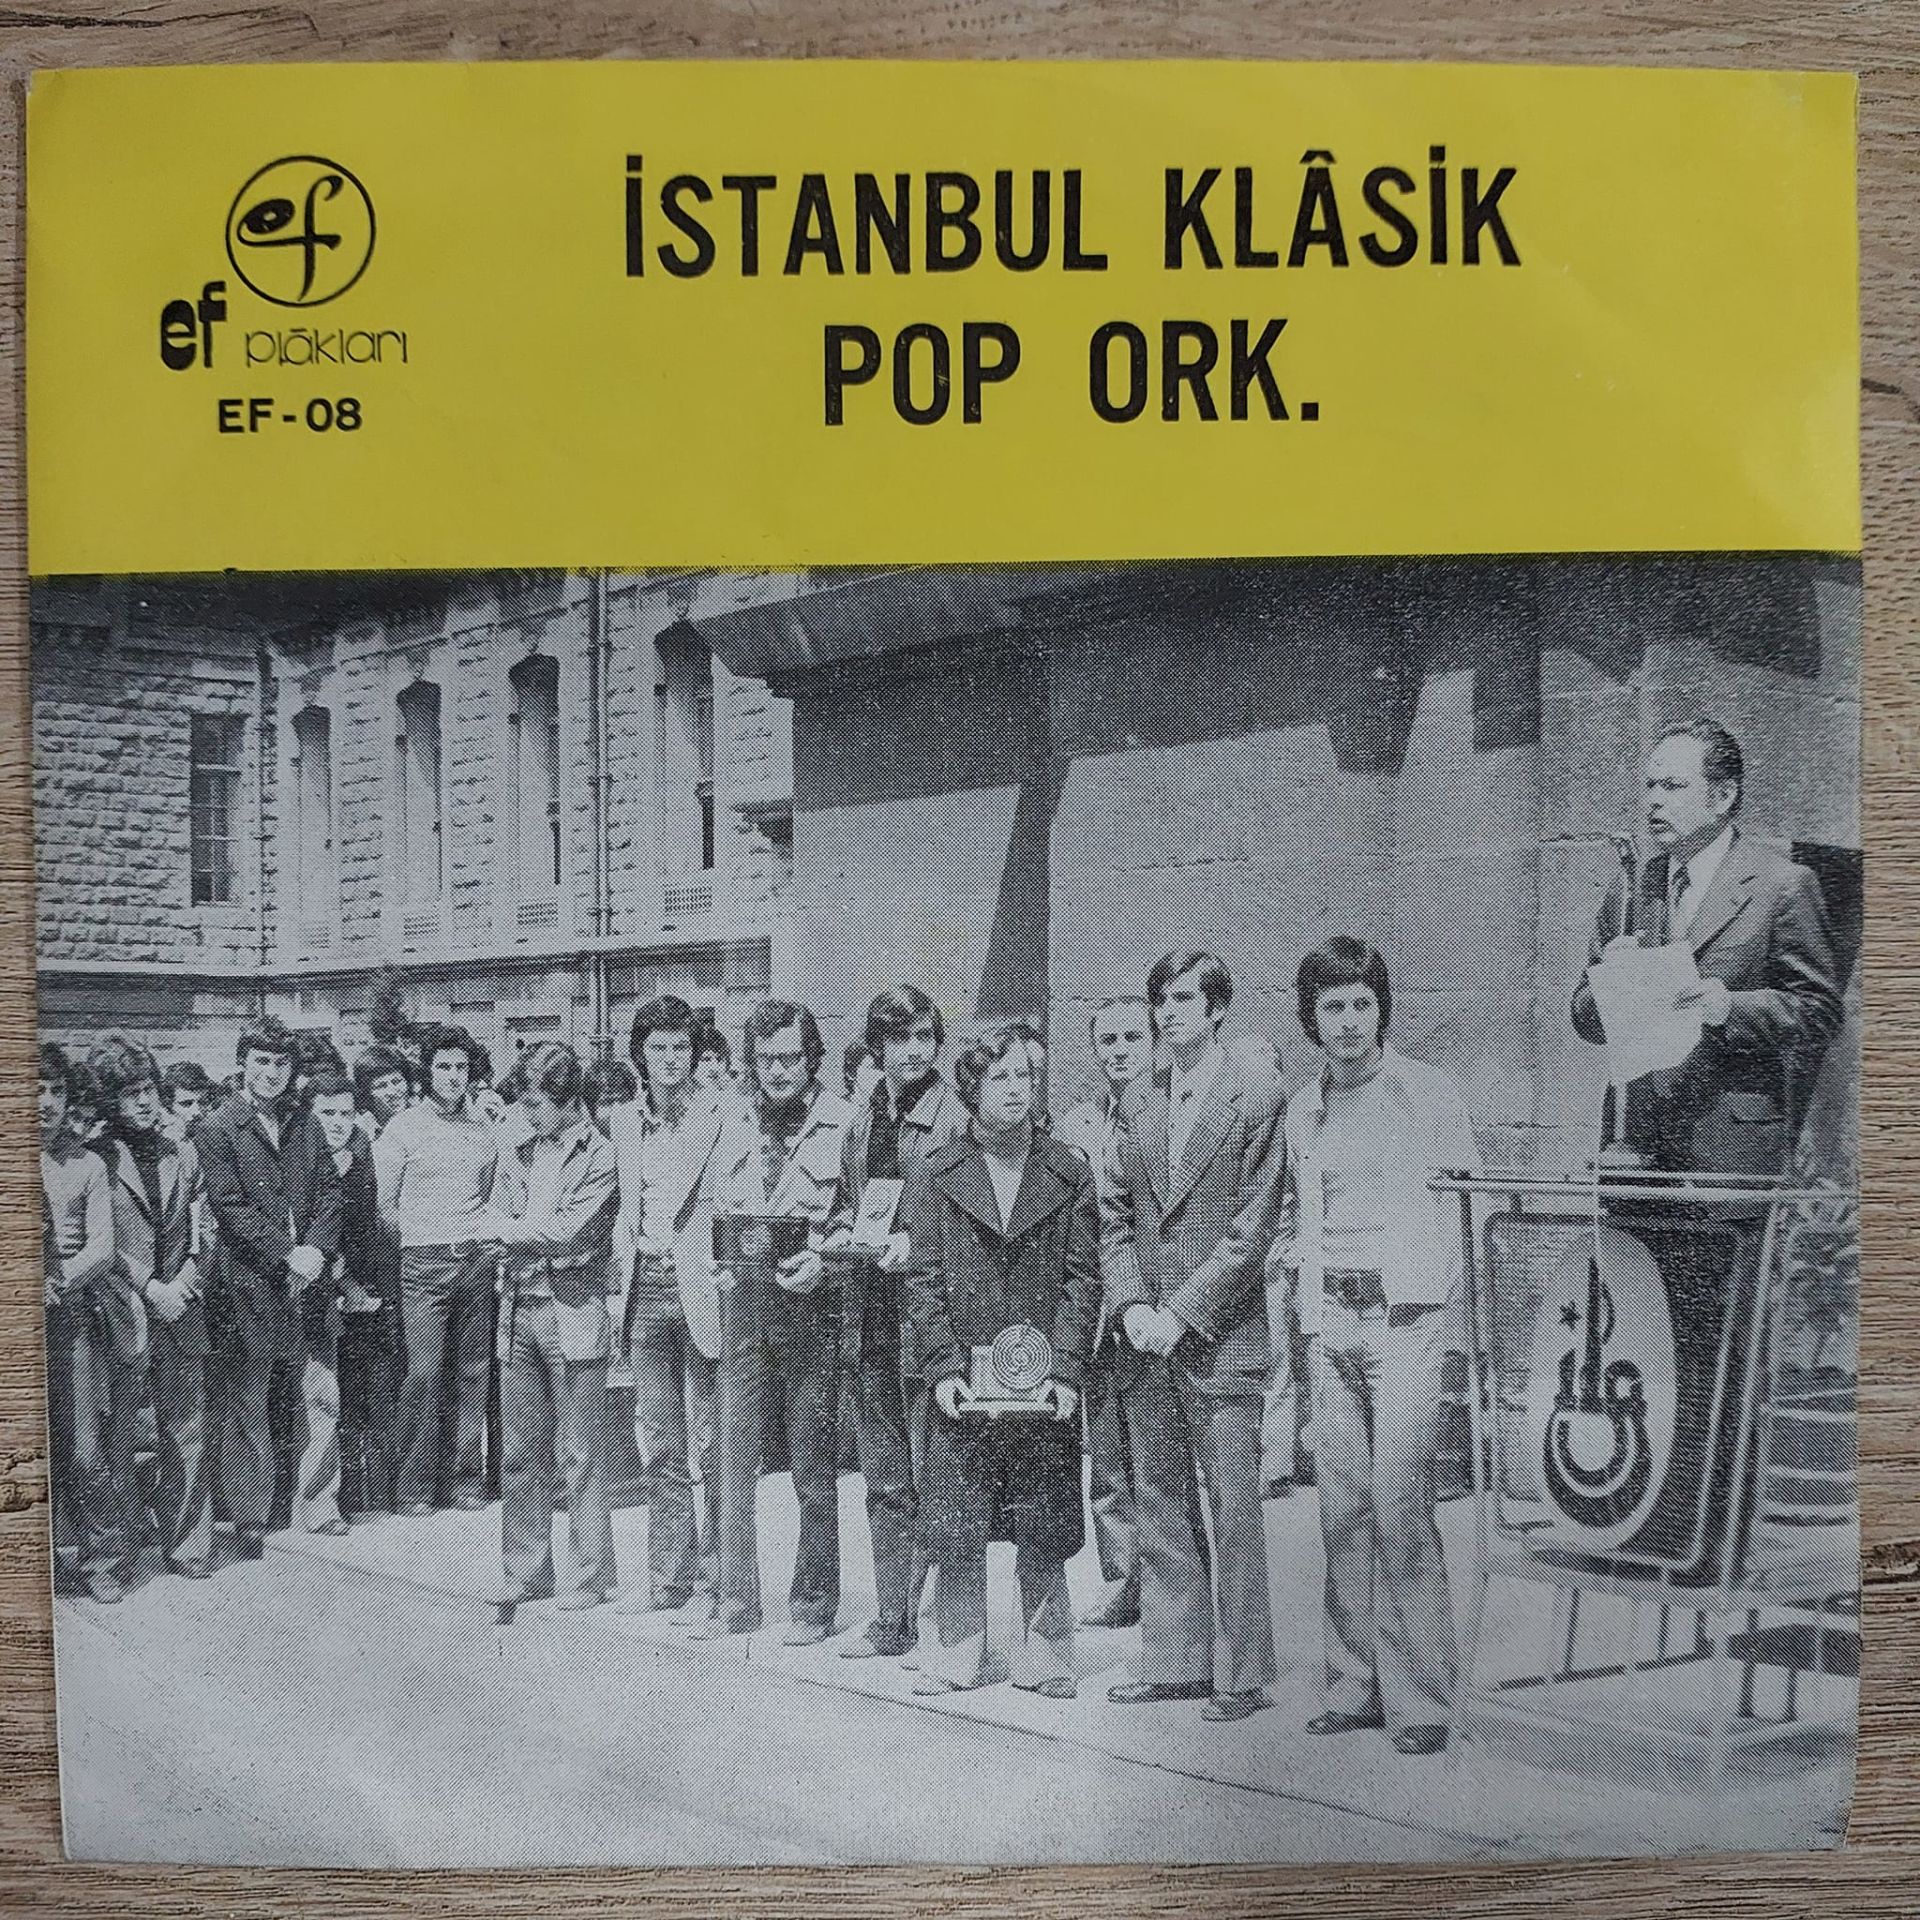 İSTANBUL KLÂSİK
POP ORK.
ef
ef plâkları
EF-08